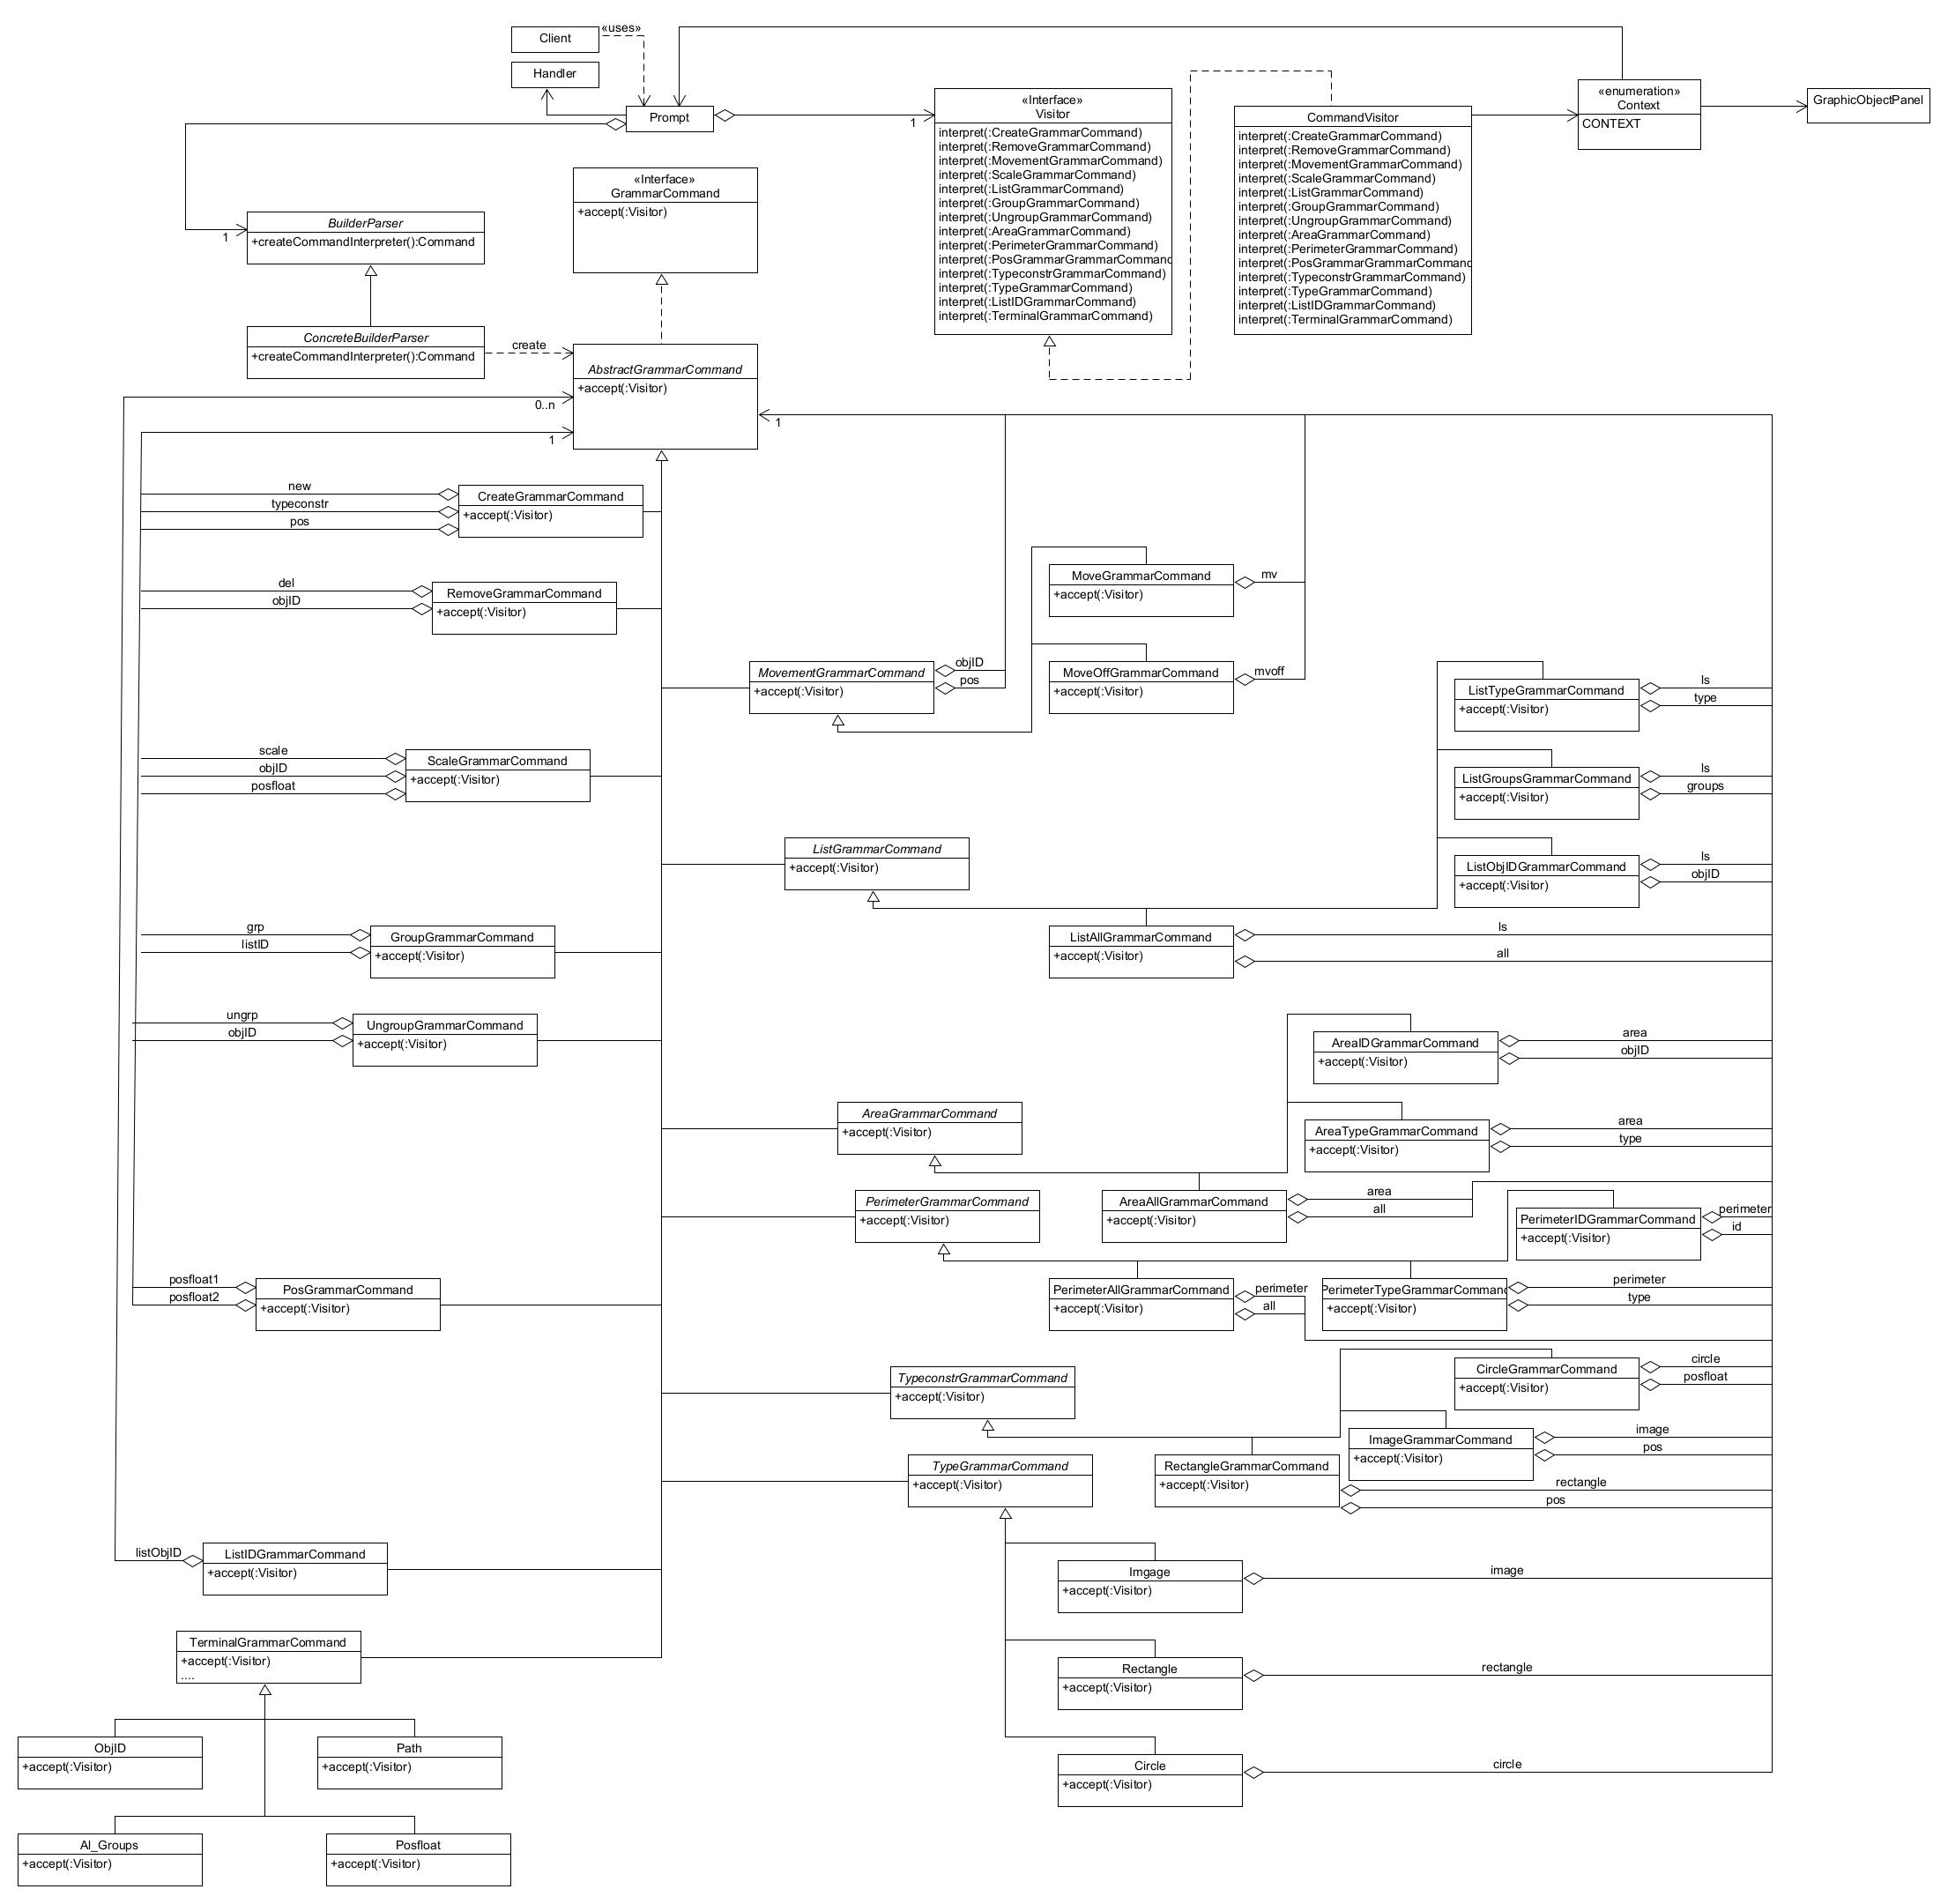 Client
«uses»
Handler
Prompt
1
«Interface»
Visitor
interpret(:CreateGrammarCommand)
interpret(:RemoveGrammarCommand)
interpret(:MovementGrammarCommand)
interpret(:ScaleGrammarCommand)
interpret(:ListGrammarCommand)
interpret(:GroupGrammarCommand)
interpret(:UngroupGrammarCommand)
interpret(:AreaGrammarCommand)
interpret(:PerimeterGrammarCommand)
interpret(:PosGrammarGrammarCommand
interpret(:TypeconstrGrammarCommand)
interpret(:TypeGrammarCommand)
interpret(:ListIDGrammarCommand)
interpret(:TerminalGrammarCommand)
CommandVisitor
interpret(:CreateGrammarCommand)
interpret(:RemoveGrammarCommand)
interpret(:MovementGrammarCommand)
interpret(:ScaleGrammarCommand)
interpret(:ListGrammarCommand)
interpret(:GroupGrammarCommand)
interpret(:UngroupGrammarCommand)
interpret(:AreaGrammarCommand)
interpret(:PerimeterGrammarCommand)
interpret(:PosGrammarGrammarCommand
interpret(:TypeconstrGrammarCommand)
interpret(:TypeGrammarCommand)
interpret(:ListIDGrammarCommand)
interpret(:TerminalGrammarCommand)
«enumeration»
Context
CONTEXT
GraphicObjectPanel
«Interface»
GrammarCommand
+accept(:Visitor)
1
BuilderParser
+createCommandInterpreter():Command
ConcreteBuilderParser
+createCommandInterpreter():Command
create
AbstractGrammarCommand
+accept(:Visitor)
0..n
1
1
new
typeconstr
pos
CreateGrammarCommand
+accept(:Visitor)
del
objID
RemoveGrammarCommand
+accept(:Visitor)
MoveGrammarCommand
+accept(:Visitor)
mv
MovementGrammarCommand
+accept(:Visitor)
objID
pos
MoveOffGrammarCommand
+accept(:Visitor)
mvoff
ListTypeGrammarCommand
+accept(:Visitor)
ls
type
scale
objID
posfloat
ScaleGrammarCommand
+accept(:Visitor)
ListGroupsGrammarCommand
+accept(:Visitor)
ls
groups
ListGrammarCommand
+accept(:Visitor)
ListObjIDGrammarCommand
+accept(:Visitor)
ls
objID
grp
listID
GroupGrammarCommand
+accept(:Visitor)
ListAllGrammarCommand
+accept(:Visitor)
ls
all
ungrp
objID
UngroupGrammarCommand
+accept(:Visitor)
AreaIDGrammarCommand
+accept(:Visitor)
area
objID
AreaGrammarCommand
+accept(:Visitor)
AreaTypeGrammarCommand
+accept(:Visitor)
area
type
PerimeterGrammarCommand
+accept(:Visitor)
AreaAllGrammarCommand
+accept(:Visitor)
area
all
PerimeterIDGrammarCommand
+accept(:Visitor)
perimeter
id
posfloat1
posfloat2
PosGrammarCommand
+accept(:Visitor)
PerimeterAllGrammarCommand
+accept(:Visitor)
perimeter
all
PerimeterTypeGrammarCommand
+accept(:Visitor)
perimeter
type
TypeconstrGrammarCommand
+accept(:Visitor)
CircleGrammarCommand
+accept(:Visitor)
circle
posfloat
ImageGrammarCommand
+accept(:Visitor)
image
pos
TypeGrammarCommand
+accept(:Visitor)
RectangleGrammarCommand
+accept(:Visitor)
rectangle
pos
listObjID
ListIDGrammarCommand
+accept(:Visitor)
Imgage
+accept(:Visitor)
image
TerminalGrammarCommand
+accept(:Visitor)
....
Rectangle
+accept(:Visitor)
rectangle
ObjID
+accept(:Visitor)
Path
+accept(:Visitor)
Circle
+accept(:Visitor)
circle
Al_Groups
+accept(:Visitor)
Posfloat
+accept(:Visitor)